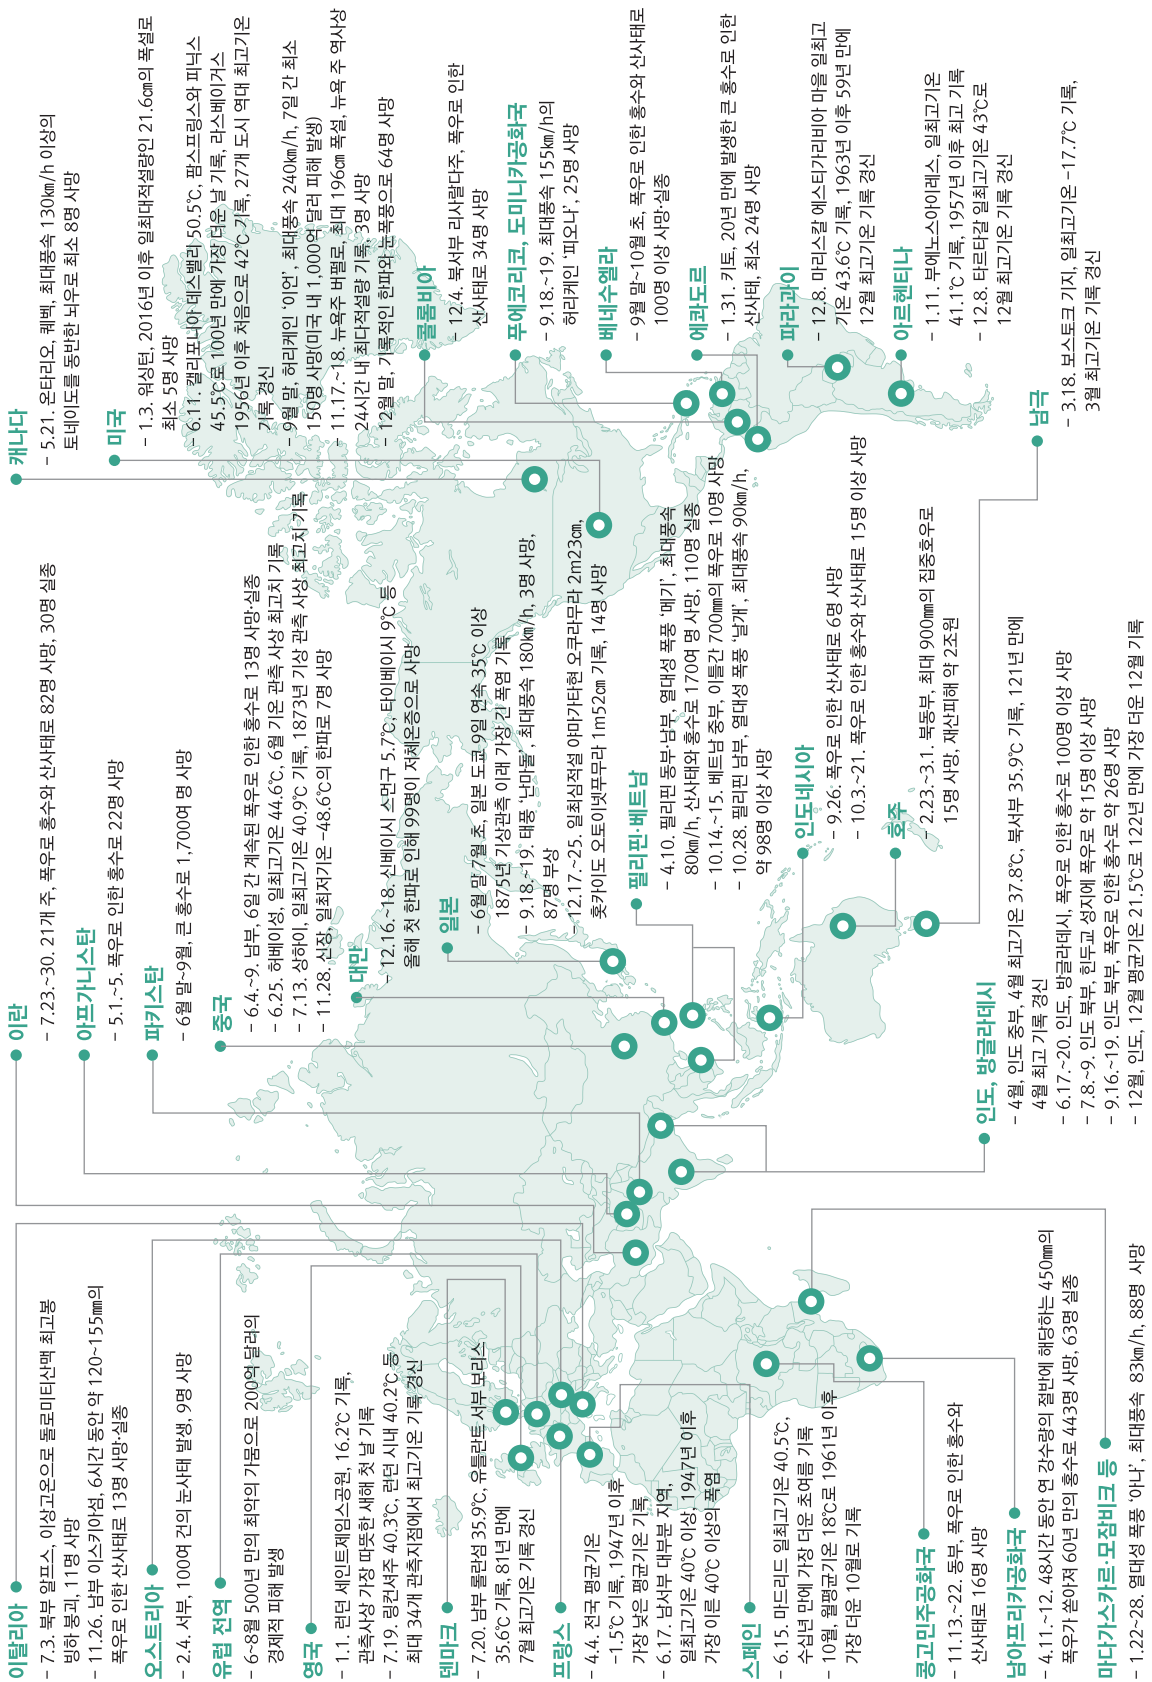 이탈리아
– 7.3. 북부 알프스, 이상고온으로 돌로미티산맥 최고봉
빙하 붕괴, 11명 사망
– 11.26. 남부 이스키아섬, 6시간 동안 약 120~155㎜의
폭우로 인한 산사태로 13명 사망·실종
오스트리아
– 2.4. 서부, 100여 건의 눈사태 발생, 9명 사망
유럽 전역
– 6~8월 500년 만의 최악의 가뭄으로 200억 달러의
경제적 피해 발생
영국
– 1.1. 런던 세인트제임스공원, 16.2℃ 기록,
관측사상 가장 따뜻한 새해 첫 날 기록
– 7.19. 링컨셔주 40.3℃, 런던 시내 40.2℃ 등
최대 34개 관측지점에서 최고기온 기록 경신
덴마크
– 7.20. 남부 롤란섬 35.9℃, 유틀란트 서부 보리스
35.6℃ 기록, 81년 만에
7월 최고기온 기록 경신
프랑스
– 4.4. 전국 평균기온
–1.5℃ 기록, 1947년 이후
가장 낮은 평균기온 기록
– 6.17. 남서부 대부분 지역,
일최고기온 40℃ 이상, 1947년 이후
가장 이른 40℃ 이상의 폭염
스페인
– 6.15. 마드리드 일최고기온 40.5℃,
수십년 만에 가장 더운 초여름 기록
– 10월. 월평균기온 18℃로 1961년 이후
가장 더운 10월로 기록
콩고민주공화국
– 11.13.~22. 동부, 폭우로 인한 홍수와
산사태로 16명 사망
남아프리카공화국
– 4.11.~12. 48시간 동안 연 강수량의 절반에 해당하는 450㎜의
폭우가 쏟아져 60년 만의 홍수로 443명 사망, 63명 실종
마다가스카르·모잠비크 등
– 1.22~28. 열대성 폭풍 ‘아나’, 최대풍속 83㎞/h, 88명 사망
이란
– 7.23.~30. 21개 주, 폭우로 홍수와 산사태로 82명 사망, 30명 실종
아프가니스탄
– 5.1.~5. 폭우로 인한 홍수로 22명 사망
파키스탄
– 6월 말~9월, 큰 홍수로 1,700여 명 사망
중국
– 6.4.~9. 남부, 6일 간 계속된 폭우로 인한 홍수로 13명 사망·실종
– 6.25. 허베이성, 일최고기온 44.6℃, 6월 기온 관측 사상 최고치 기록
– 7.13. 상하이, 일최고기온 40.9℃ 기록, 1873년 기상 관측 사상 최고치 기록
– 11.28. 신장, 일최저기온 –48.6℃의 한파로 7명 사망
대만
– 12.16.~18. 신베이시 스먼구 5.7℃, 타이베이시 9℃ 등
올해 첫 한파로 인해 99명이 저체온증으로 사망
일본
– 6월 말 7월 초, 일본 도쿄 9일 연속 35℃ 이상
1875년 기상관측 이래 가장 긴 폭염 기록
– 9.18.~19. 태풍 ‘난마돌’, 최대풍속 180㎞/h, 3명 사망,
87명 부상
– 12.17.~25. 일최심적설 야마가타현 오쿠라무라 2m23㎝,
홋카이도 오토이넷푸무라 1m52㎝ 기록, 14명 사망
필리핀·베트남
– 4.10. 필리핀 동부·남부, 열대성 폭풍 ‘메기’, 최대풍속
80㎞/h, 산사태와 홍수로 170여 명 사망, 110명 실종
– 10.14.~15. 베트남 중부, 이틀간 700㎜의 폭우로 10명 사망
– 10.28. 필리핀 남부, 열대성 폭풍 ‘날개’, 최대풍속 90㎞/h,
약 98명 이상 사망
인도네시아
– 9.26. 폭우로 인한 산사태로 6명 사망
– 10.3.~21. 폭우로 인한 홍수와 산사태로 15명 이상 사망
호주
– 2.23.~3.1. 북동부, 최대 900㎜의 집중호우로
15명 사망, 재산피해 약 2조원
인도, 방글라데시
– 4월, 인도 중부, 4월 최고기온 37.8℃, 북서부 35.9℃ 기록, 121년 만에
4월 최고 기록 경신
– 6.17.~20. 인도, 방글라데시, 폭우로 인한 홍수로 100명 이상 사망
– 7.8.~9. 인도 북부, 힌두교 성지에 폭우로 약 15명 이상 사망
– 9.16.~19. 인도 북부, 폭우로 인한 홍수로 약 26명 사망
– 12월, 인도, 12월 평균기온 21.5℃로 122년 만에 가장 더운 12월 기록
캐나다
– 5.21. 온타리오, 퀘벡, 최대풍속 130㎞/h 이상의
토네이도를 동반한 뇌우로 최소 8명 사망
미국
– 1.3. 워싱턴, 2016년 이후 일최대적설량인 21.6㎝의 폭설로
최소 5명 사망
– 6.11. 캘리포니아 데스밸리 50.5℃, 팜스프링스와 피닉스
45.5℃로 100년 만에 가장 더운 날 기록, 라스베이거스
1956년 이후 처음으로 42℃ 기록, 27개 도시 역대 최고기온
기록 경신
– 9월 말, 허리케인 ‘이언’, 최대풍속 240㎞/h, 7일 간 최소
150명 사망(미국 내 1,000억 달러 피해 발생)
– 11.17.~18. 뉴욕주 버펄로, 최대 196㎝ 폭설, 뉴욕 주 역사상
24시간 내 최다적설량 기록, 3명 사망
– 12월 말, 기록적인 한파와 눈폭풍으로 64명 사망
콜롬비아
– 12.4. 북서부 리사랄다주, 폭우로 인한
산사태로 34명 사망
푸에코리코, 도미니카공화국
– 9.18.~19. 최대풍속 155㎞/h의
허리케인 ‘피오나’, 25명 사망
베네수엘라
– 9월 말~10월 초, 폭우로 인한 홍수와 산사태로
100명 이상 사망·실종
에콰도르
– 1.31. 키토, 20년 만에 발생한 큰 홍수로 인한
산사태, 최소 24명 사망
파라과이
– 12.8. 마리스칼 에스티가리비아 마을 일최고
기온 43.6℃ 기록, 1963년 이후 59년 만에
12월 최고기온 기록 경신
아르헨티나
– 1.11. 부에노스아이레스, 일최고기온
41.1℃ 기록, 1957년 이후 최고 기록
– 12.8. 타르타갈 일최고기온 43℃로
12월 최고기온 기록 경신
남극
– 3.18. 보스토크 기지, 일최고기온 –17.7℃ 기록,
3월 최고기온 기록 경신